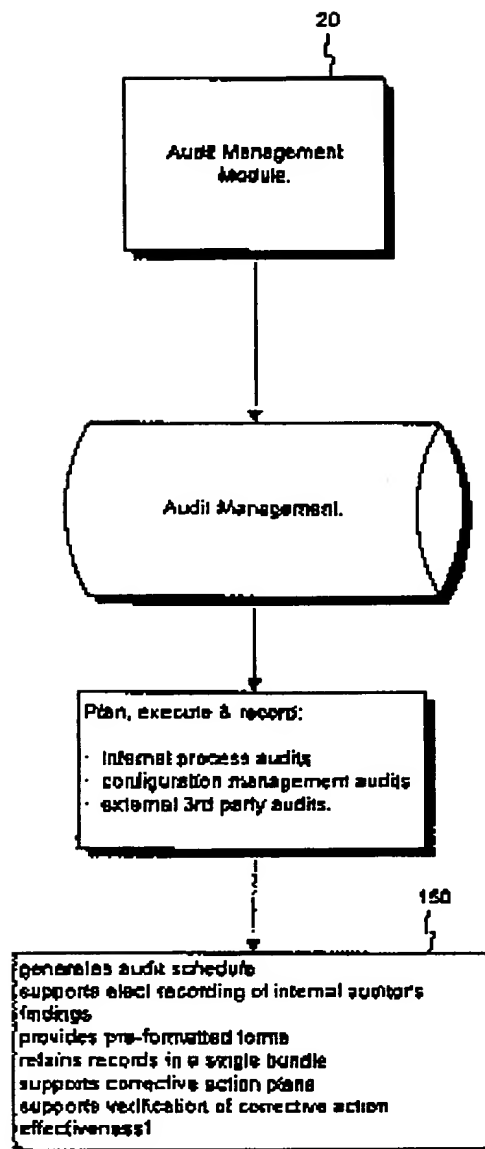 20
Audit Management
Module.
Audit Management.
Plan, execute & record:
· internal process audits
· configuration management audits
· external 3rd party audits.
150
generates audit schedule
supports elect recording of internal auditor's
findings
provides pre-formatted forms
retains records in a single bundle
supports corrective action plans
supports verification of corrective action
effectiveness1